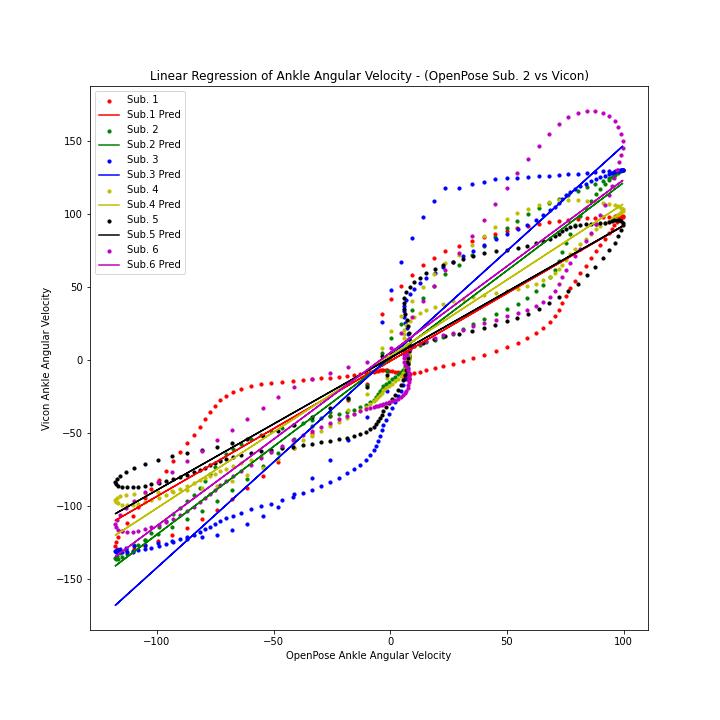 Linear Regression of Ankle Angular Velocity - (OpenPose Sub. 2 vs Vicon)
Sub. 1
Sub.1 Pred
Sub. 2
Sub.2 Pred
Sub. 3
Sub.3 Pred
Sub. 4
Sub.4 Pred
Sub. 5
Sub.5 Pred
Sub. 6
Sub.6 Pred
150
100
50
0
−50
−100
−150
Vicon Ankle Angular Velocity
−100
−50
0
50
100
OpenPose Ankle Angular Velocity